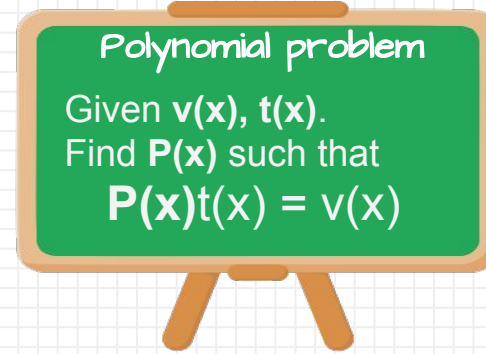 Polynomial problem
Given v(x), t(x).
Find P(x) such that
P(x)t(x) = v(x)